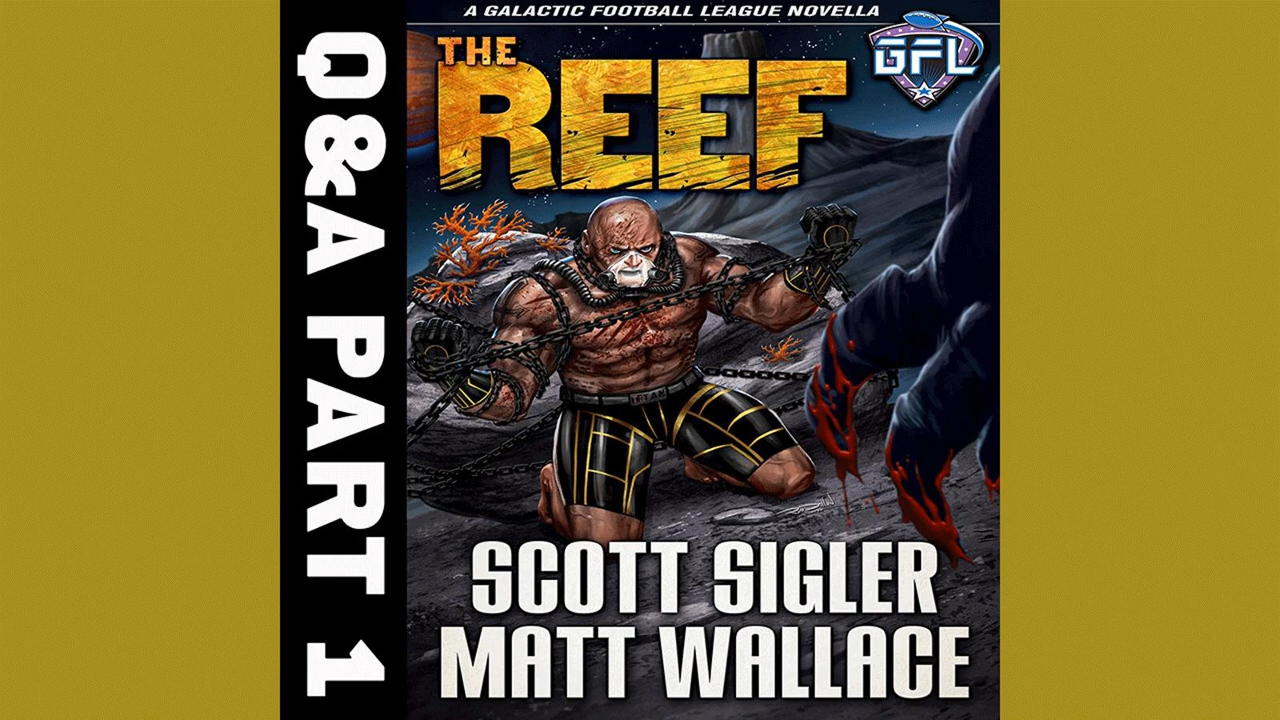 Q&A PART 1
A GALACTIC FOOTBALL LEAGUE NOVELLA
THE
REEF
GFL
SCOTT SIGLER
MATT WALLACE